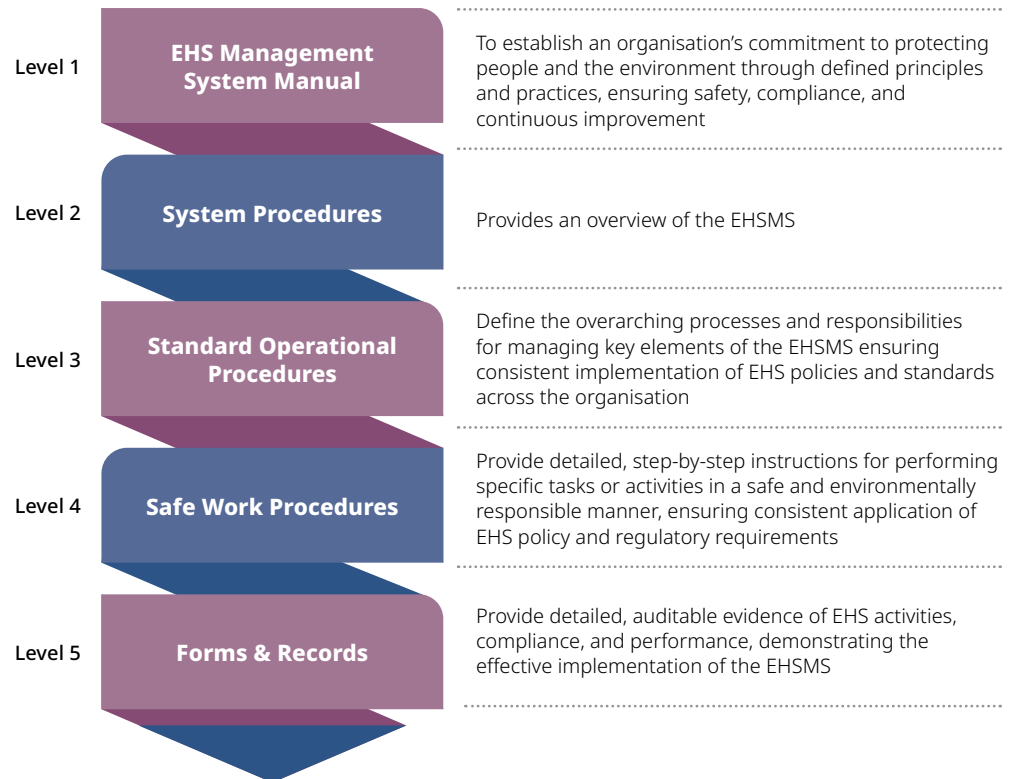 Level 1
EHS Management
System Manual
To establish an organisation’s commitment to protecting
people and the environment through defined principles
and practices, ensuring safety, compliance, and
continuous improvement
Level 2
System Procedures
Provides an overview of the EHSMS
Level 3
Standard Operational
Procedures
Define the overarching processes and responsibilities
for managing key elements of the EHSMS ensuring
consistent implementation of EHS policies and standards
across the organisation
Level 4
Safe Work Procedures
Provide detailed, step-by-step instructions for performing
specific tasks or activities in a safe and environmentally
responsible manner, ensuring consistent application of
EHS policy and regulatory requirements
Level 5
Forms & Records
Provide detailed, auditable evidence of EHS activities,
compliance, and performance, demonstrating the
effective implementation of the EHSMS